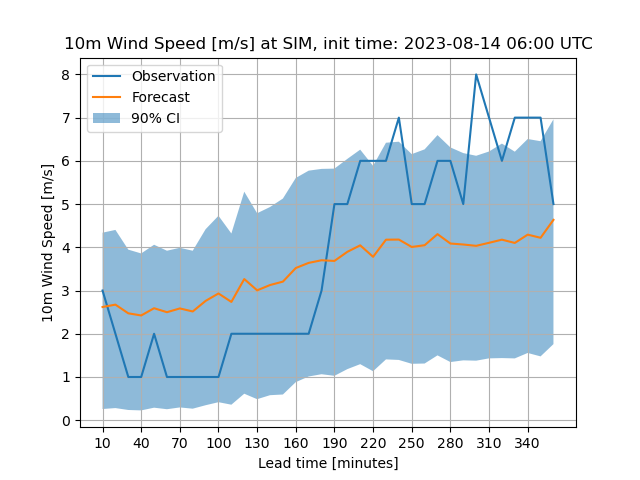 10m Wind Speed [m/s] at SIM, init time: 2023-08-14 06:00 UTC
Observation
Forecast
90% CI
10m Wind Speed [m/s]
8
7
6
5
4
3
2
1
0
10 40 70 100 130 160 190 220 250 280 310 340
Lead time [minutes]